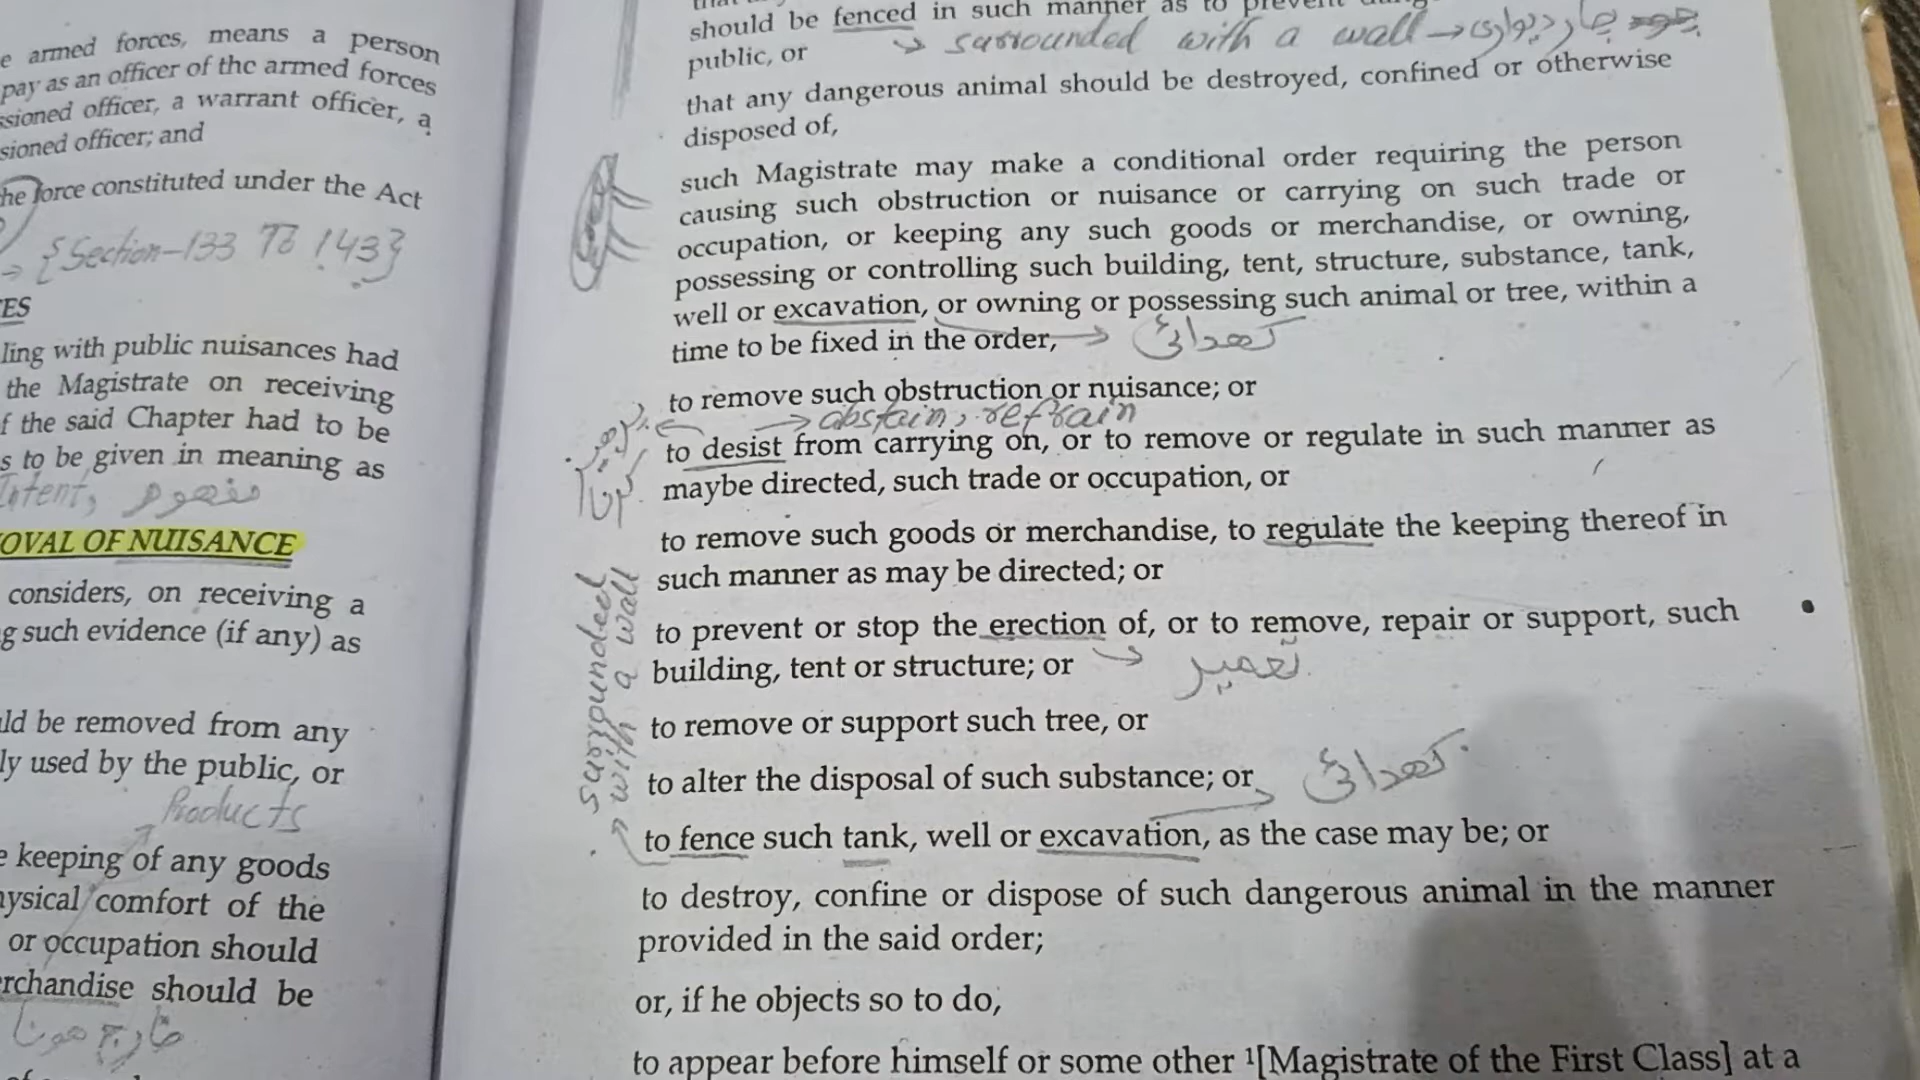 e armed forces, means a person
pay as an officer of the armed forces
ssioned officer, a warrant officer, a
sioned officer; and
he force constituted under the Act
{Section-133 To 143}
ES
ling with public nuisances had
the Magistrate on receiving
f the said Chapter had to be
s to be given in meaning as
Intent, مفہوم
OVAL OF NUISANCE
considers, on receiving a
g such evidence (if any) as
ld be removed from any
ly used by the public, or
Products
e keeping of any goods
hysical comfort of the
or occupation should
rchandise should be
خارج ہونا
should be fenced in such manner as to prevent
surrounded with a wall → چار دیواری
public, or
that any dangerous animal should be destroyed, confined or otherwise
disposed of,
such Magistrate may make a conditional order requiring the person
causing such obstruction or nuisance or carrying on such trade or
occupation, or keeping any such goods or merchandise, or owning,
possessing or controlling such building, tent, structure, substance, tank,
well or excavation, or owning or possessing such animal or tree, within a
time to be fixed in the order, → کھدائی
to remove such obstruction or nuisance; or
→ abstain, refrain
to desist from carrying on, or to remove or regulate in such manner as
maybe directed, such trade or occupation, or
to remove such goods or merchandise, to regulate the keeping thereof in
such manner as may be directed; or
surrounded
with a wall
to prevent or stop the erection of, or to remove, repair or support, such
building, tent or structure; or
تعمیر
to remove or support such tree, or
to alter the disposal of such substance; or
کھدائی
to fence such tank, well or excavation, as the case may be; or
to destroy, confine or dispose of such dangerous animal in the manner
provided in the said order;
or, if he objects so to do,
to appear before himself or some other ¹[Magistrate of the First Class] at a